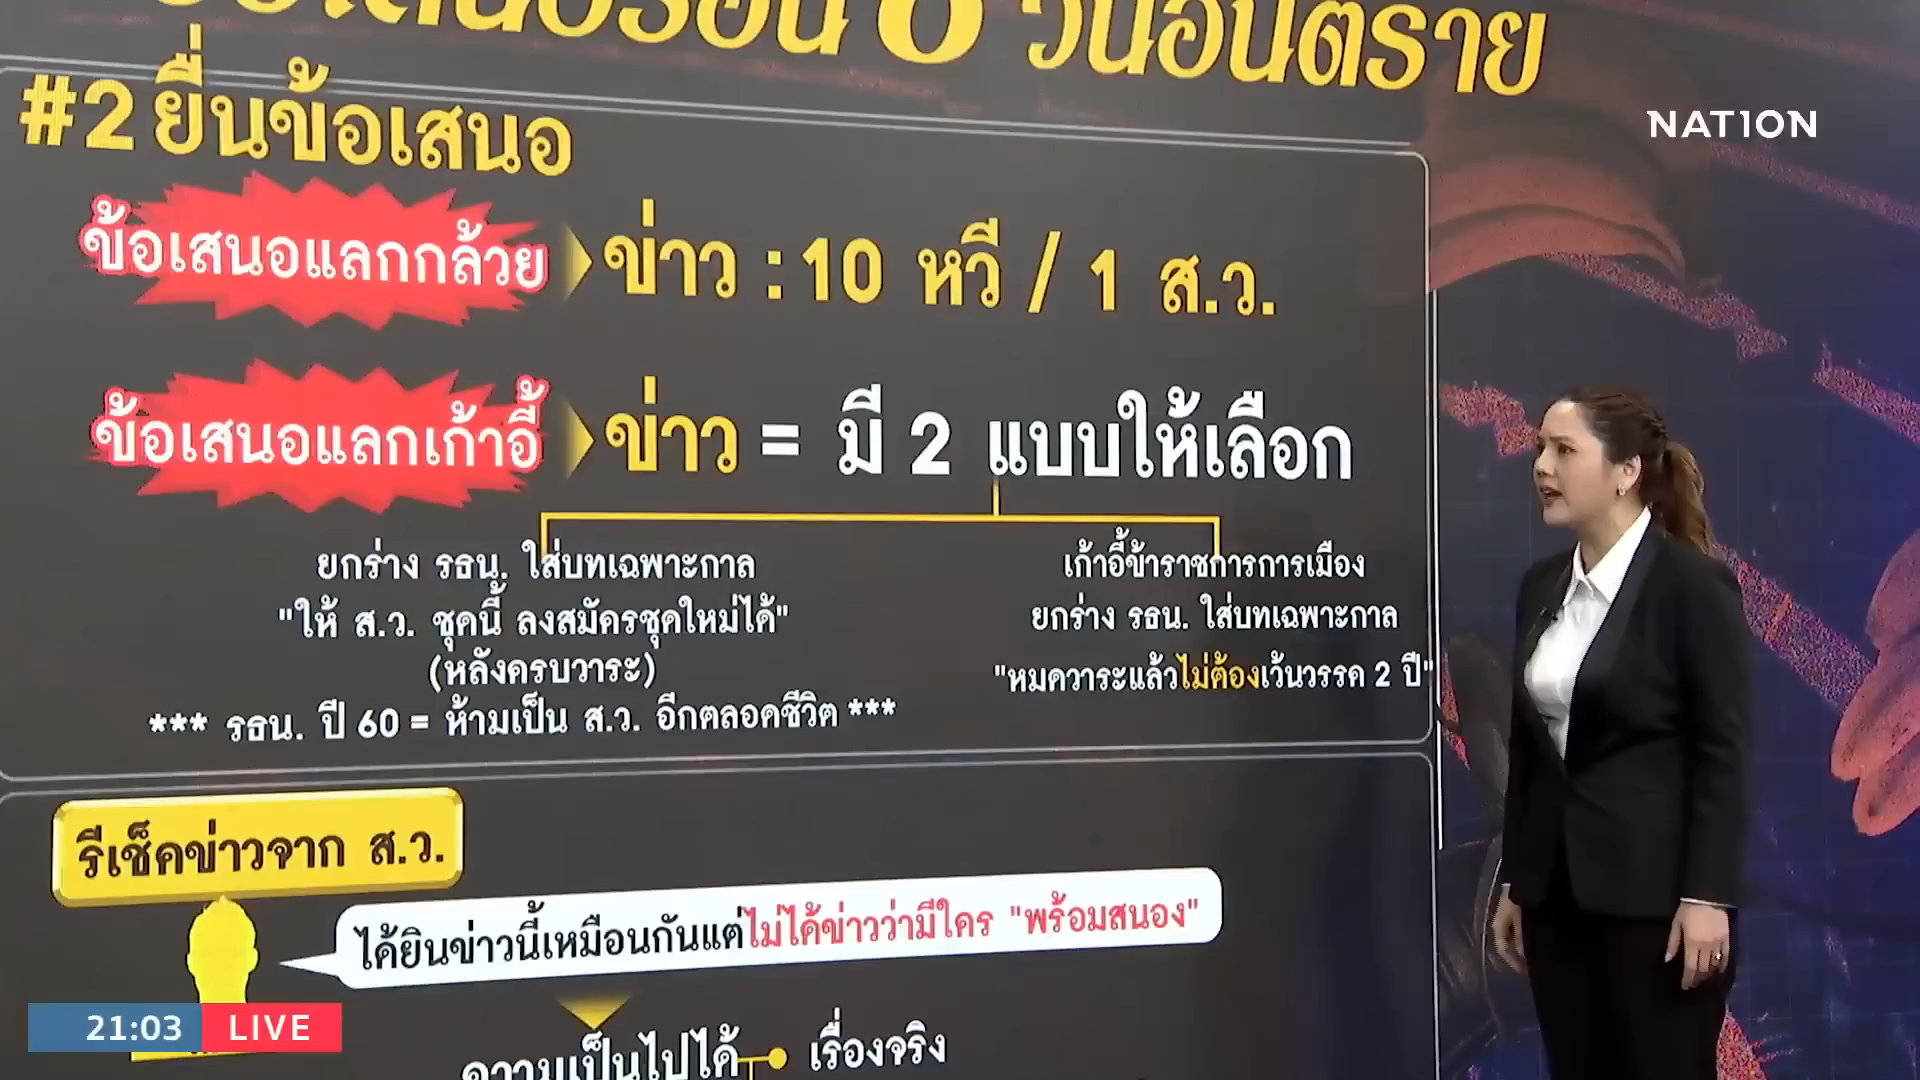 8 วันอันตราย
#2 ยื่นข้อเสนอ
NATION
ข้อเสนอแลกกล้วย
ข่าว : 10 หวี / 1 ส.ว.
ข้อเสนอแลกเก้าอี้
ข่าว = มี 2 แบบให้เลือก
ยกร่าง รธน. ใส่บทเฉพาะกาล
"ให้ ส.ว. ชุดนี้ ลงสมัครชุดใหม่ได้"
(หลังครบวาระ)
*** รธน. ปี 60 = ห้ามเป็น ส.ว. อีกตลอดชีวิต ***
เก้าอี้ข้าราชการการเมือง
ยกร่าง รธน. ใส่บทเฉพาะกาล
"หมดวาระแล้วไม่ต้องเว้นวรรค 2 ปี"
รีเช็คข่าวจาก ส.ว.
ได้ยินข่าวนี้เหมือนกันแต่ไม่ได้ข่าวว่ามีใคร "พร้อมสนอง"
ความเป็นไปได้
เรื่องจริง
21:03 LIVE